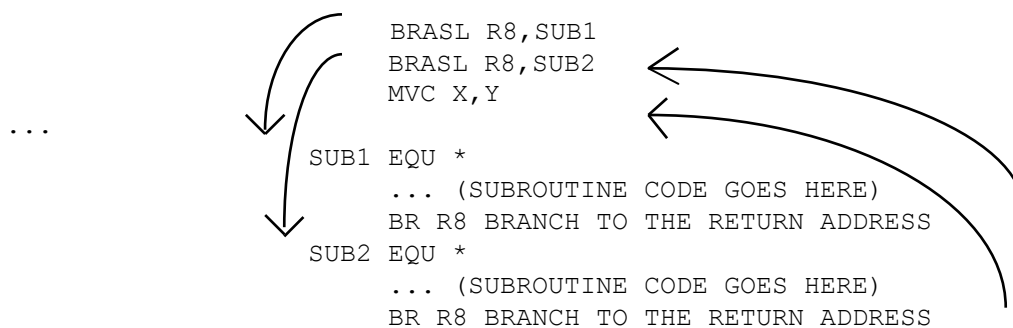 BRASL R8,SUB1
BRASL R8,SUB2
MVC X,Y
...
SUB1 EQU *
... (SUBROUTINE CODE GOES HERE)
BR R8 BRANCH TO THE RETURN ADDRESS
SUB2 EQU *
... (SUBROUTINE CODE GOES HERE)
BR R8 BRANCH TO THE RETURN ADDRESS